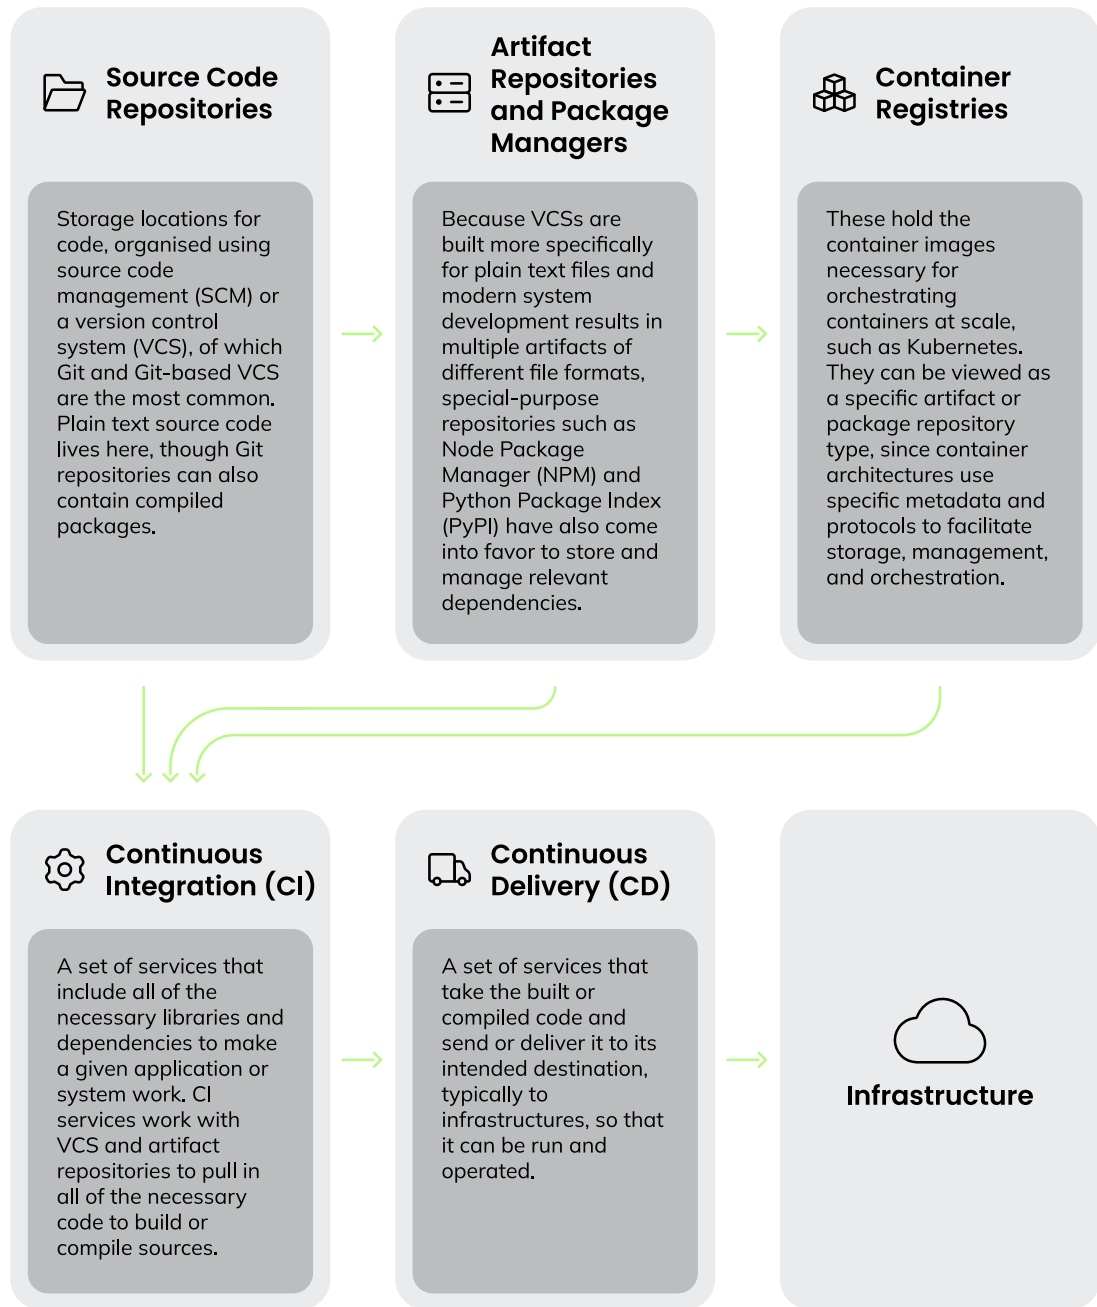 Source Code
Repositories
Storage locations for
code, organised using
source code
management (SCM) or
a version control
system (VCS), of which
Git and Git-based VCS
are the most common.
Plain text source code
lives here, though Git
repositories can also
contain compiled
packages.
Artifact
Repositories
and Package
Managers
Because VCSs are
built more specifically
for plain text files and
modern system
development results in
multiple artifacts of
different file formats,
special-purpose
repositories such as
Node Package
Manager (NPM) and
Python Package Index
(PyPI) have also come
into favor to store and
manage relevant
dependencies.
Container
Registries
These hold the
container images
necessary for
orchestrating
containers at scale,
such as Kubernetes.
They can be viewed as
a specific artifact or
package repository
type, since container
architectures use
specific metadata and
protocols to facilitate
storage, management,
and orchestration.
Continuous
Integration (CI)
A set of services that
include all of the
necessary libraries and
dependencies to make
a given application or
system work. CI
services work with
VCS and artifact
repositories to pull in
all of the necessary
code to build or
compile sources.
Continuous
Delivery (CD)
A set of services that
take the built or
compiled code and
send or deliver it to its
intended destination,
typically to
infrastructures, so that
it can be run and
operated.
Infrastructure